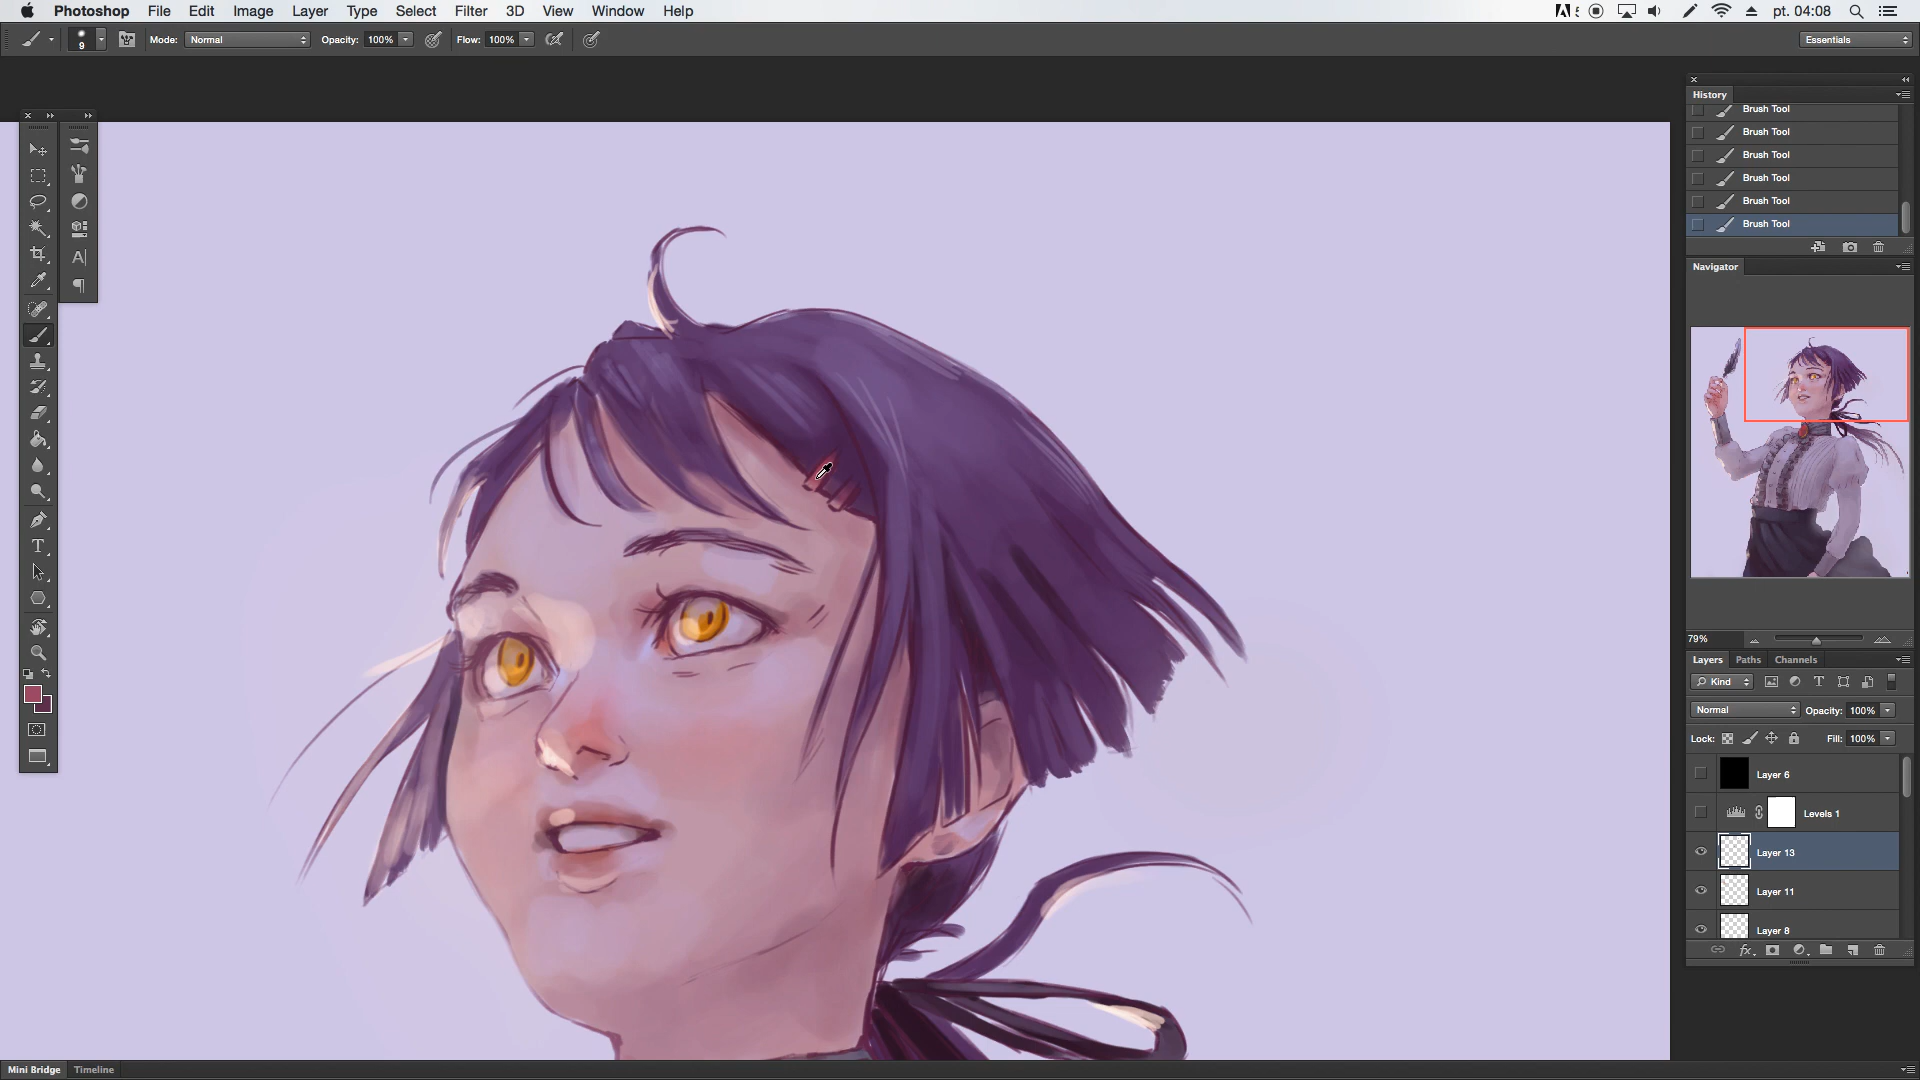 Photoshop File Edit Image Layer Type Select Filter 3D View Window Help pt. 04:08
9 Mode: Normal Opacity: 100% Flow: 100% Essentials
History
Brush Tool
Brush Tool
Brush Tool
Brush Tool
Brush Tool
Brush Tool
Navigator
79%
Layers Paths Channels
Kind
Normal Opacity: 100%
Lock: Fill: 100%
Layer 6
Levels 1
Layer 13
Layer 11
Layer 8
fx
Mini Bridge Timeline